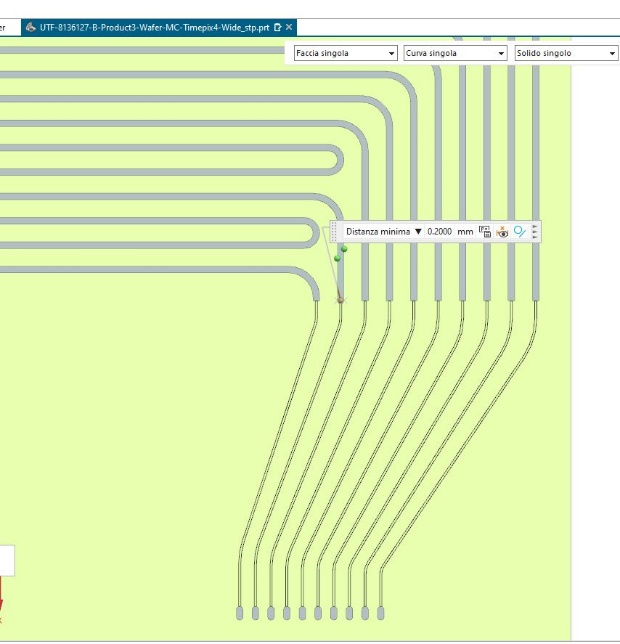 er
UTF-8136127-B-Product3-Wafer-MC-Timepix4-Wide_stp.prt
Faccia singola
Curva singola
Solido singolo
Distanza minima 0.2000 mm
x